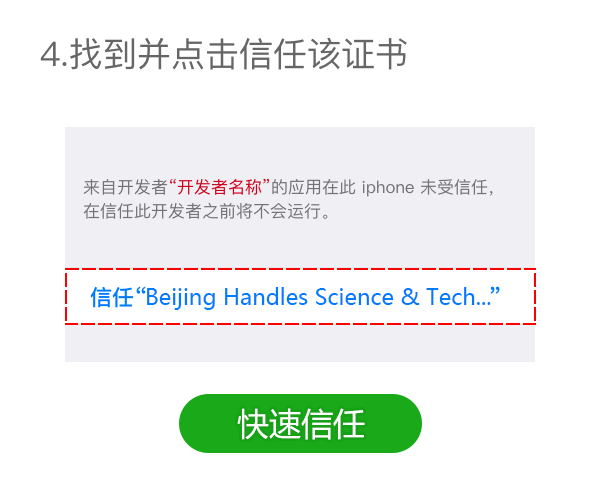 4.找到并点击信任该证书
来自开发者“开发者名称”的应用在此 iphone 未受信任,
在信任此开发者之前将不会运行。
信任“Beijing Handles Science & Tech...”
快速信任